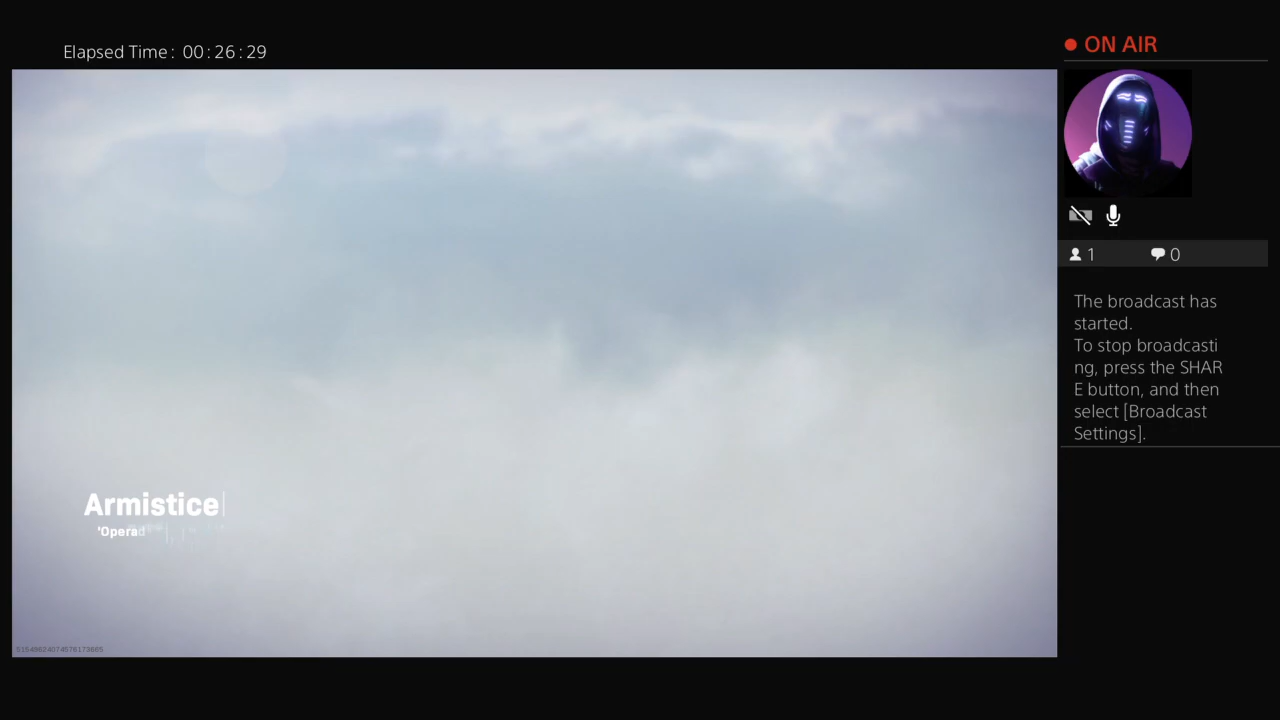 Elapsed Time: 00:26:29
ON AIR
1 0
The broadcast has
started.
To stop broadcasti
ng, press the SHAR
E button, and then
select [Broadcast
Settings].
Armistice
'Operad